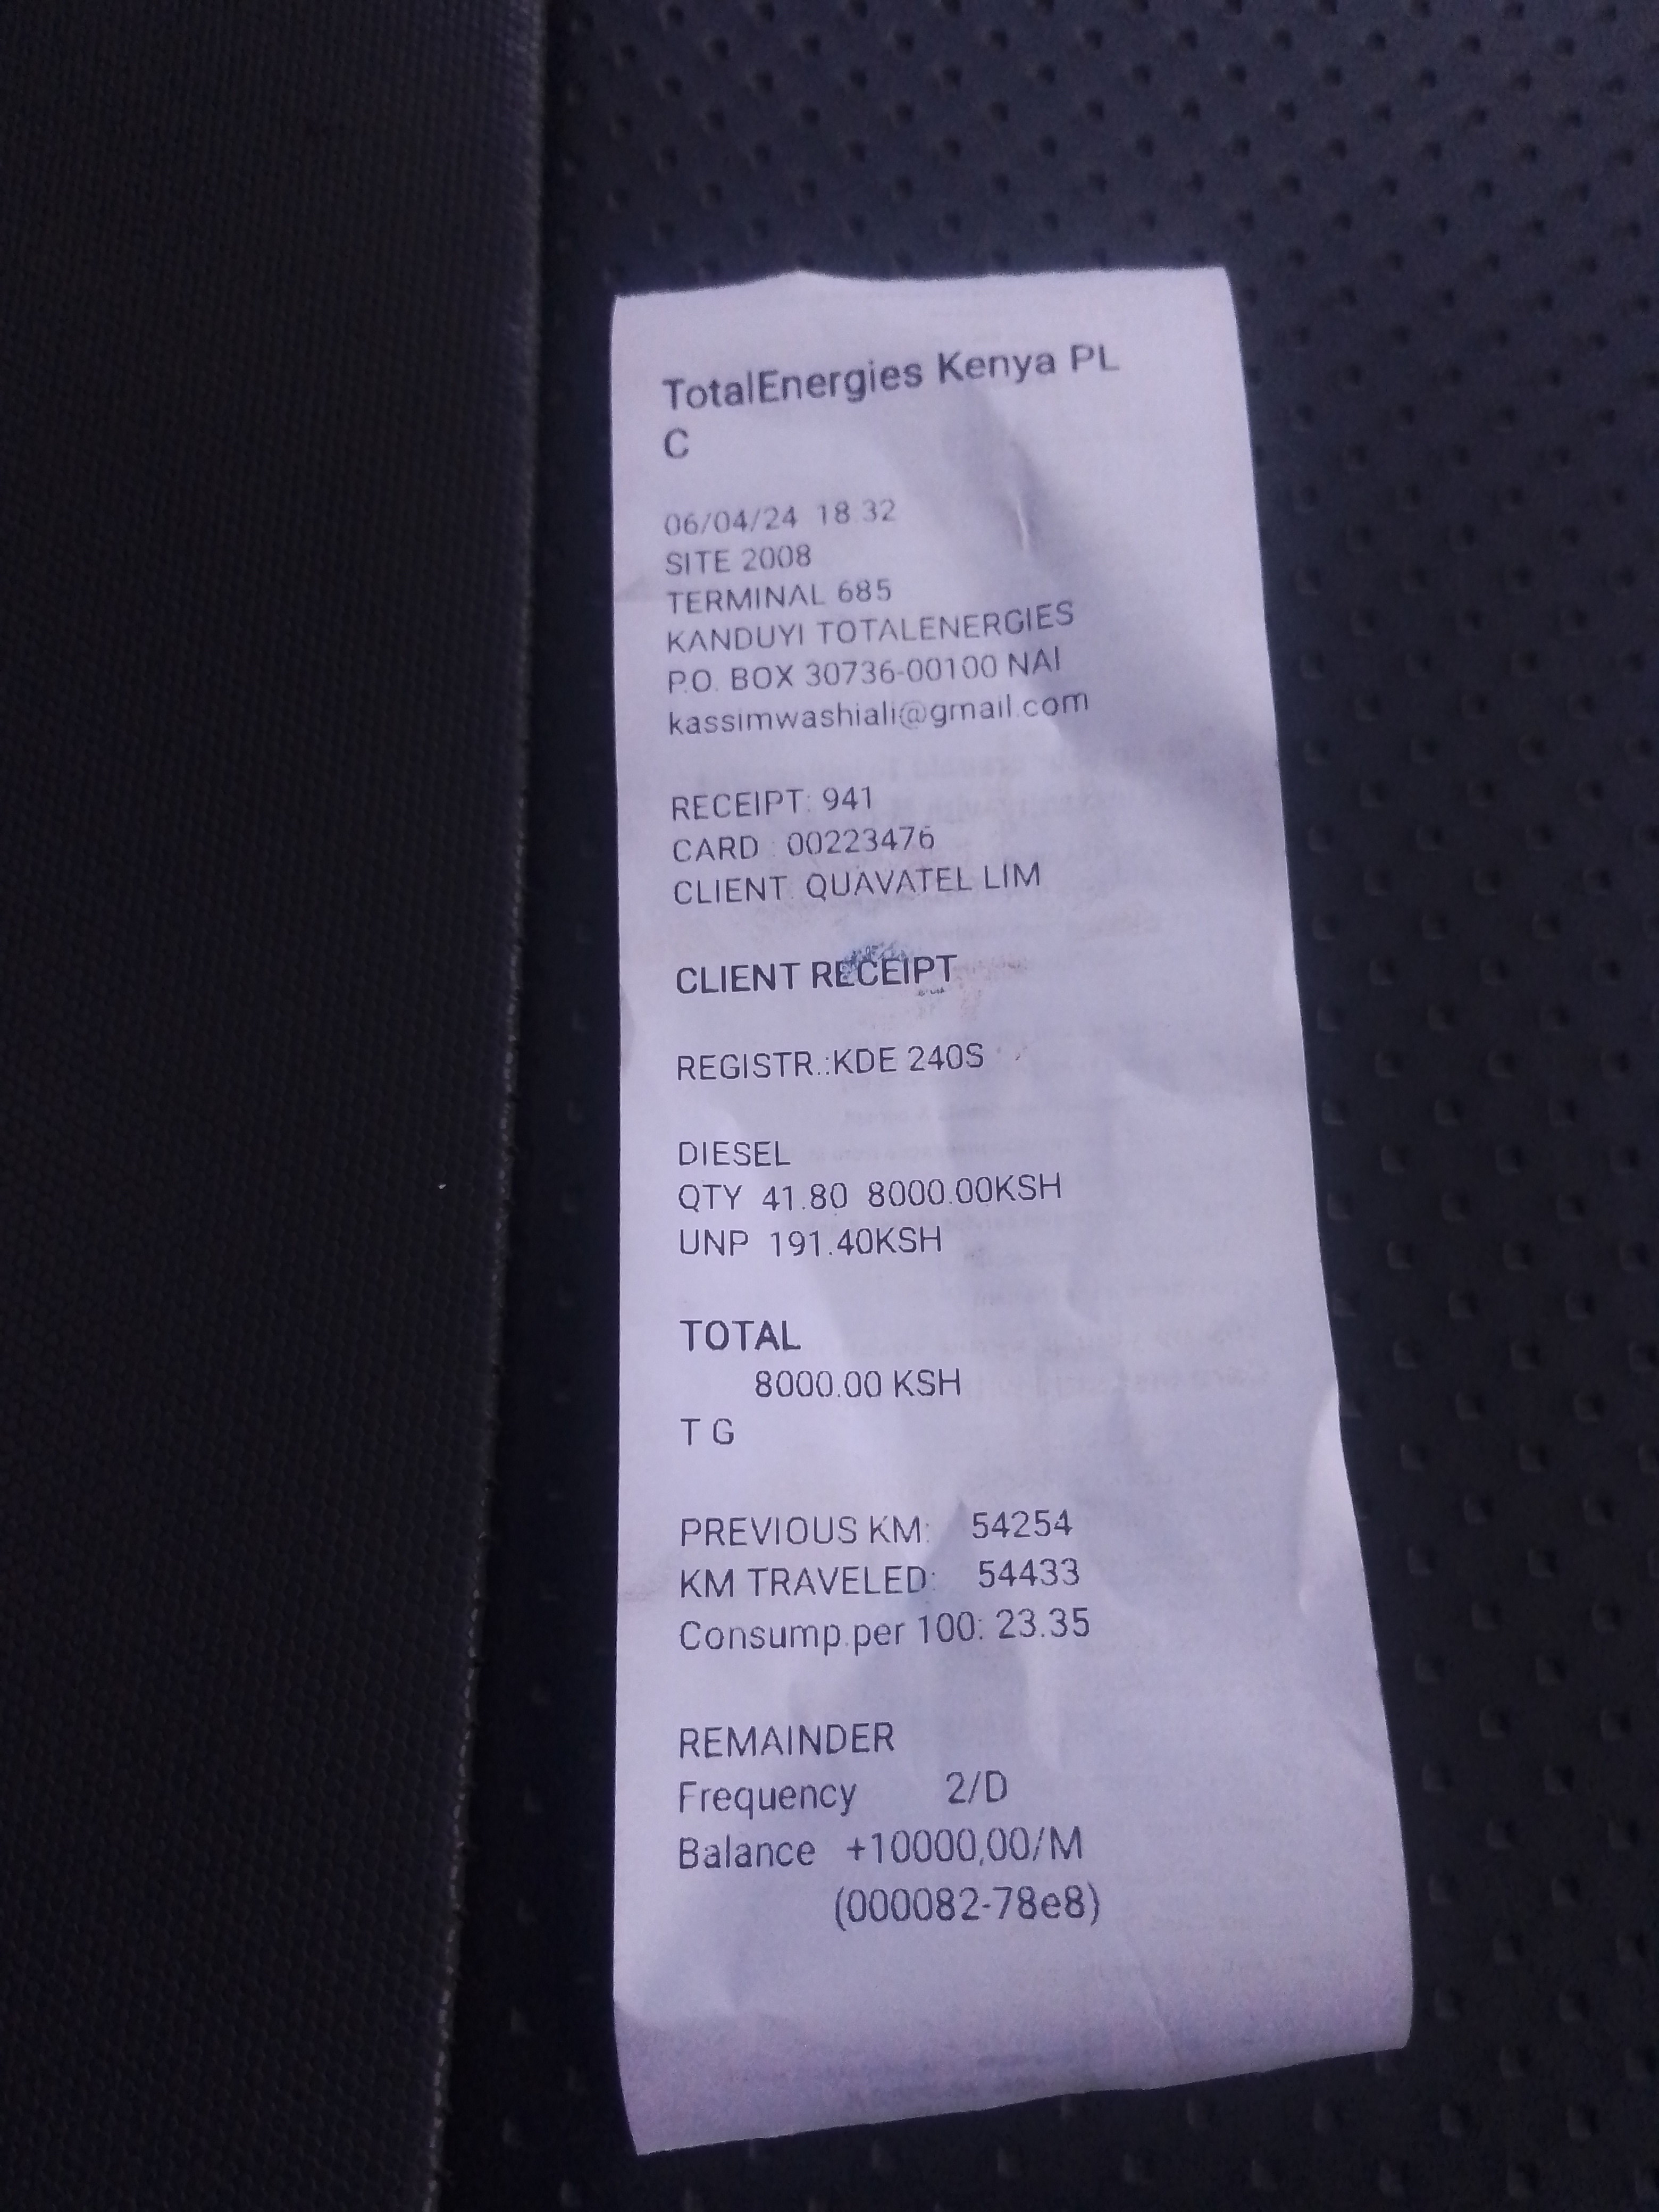 TotalEnergies Kenya PL
C
06/04/24 18:32
SITE 2008
TERMINAL 685
KANDUYI TOTALENERGIES
P.O. BOX 30736-00100 NAI
kassimwashiali@gmail.com
RECEIPT: 941
CARD : 00223476
CLIENT: QUAVATEL LIM
CLIENT RECEIPT
REGISTR.:KDE 240S
DIESEL
QTY 41.80 8000.00KSH
UNP 191.40KSH
TOTAL
8000.00 KSH
T G
PREVIOUS KM: 54254
KM TRAVELED: 54433
Consump.per 100: 23.35
REMAINDER
Frequency 2/D
Balance +10000,00/M
(000082-78e8)